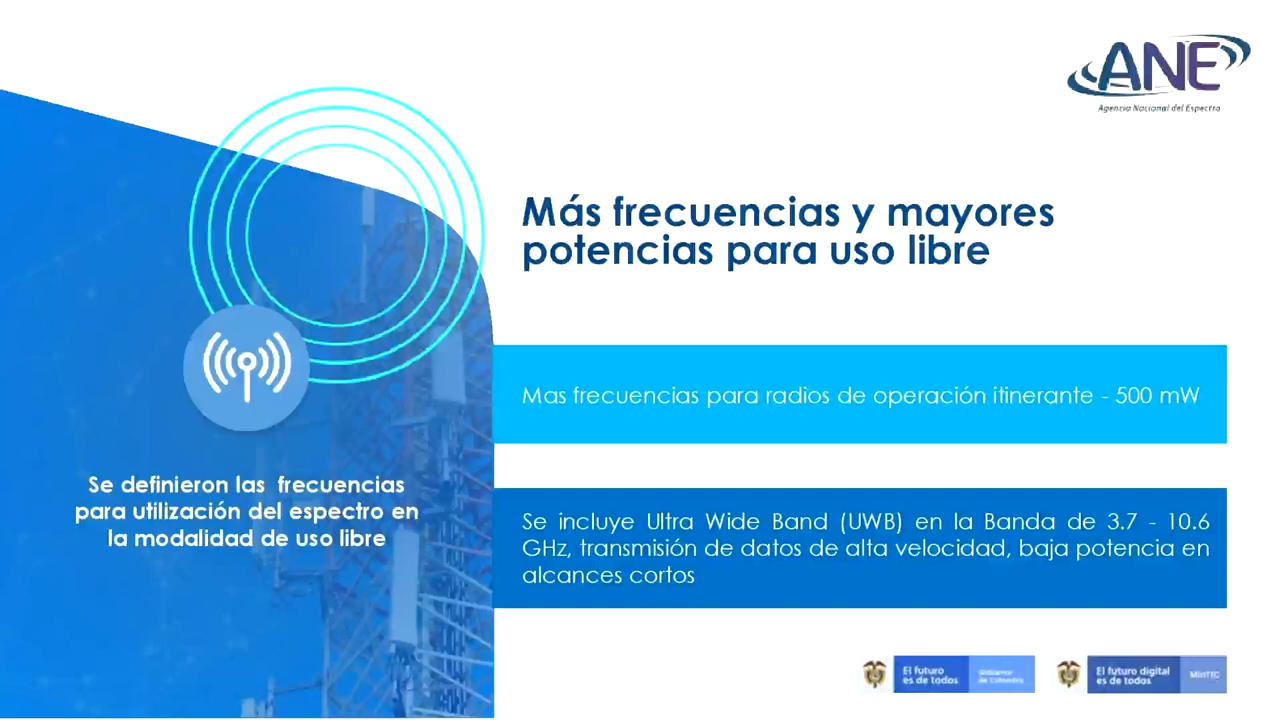 ANE
Agencia Nacional del Espectro
Más frecuencias y mayores
potencias para uso libre
Mas frecuencias para radios de operación itinerante - 500 mW
Se definieron las frecuencias
para utilización del espectro en
la modalidad de uso libre
Se incluye Ultra Wide Band (UWB) en la Banda de 3.7 - 10.6
GHz, transmisión de datos de alta velocidad, baja potencia en
alcances cortos
El futuro
es de todos
Gobierno
de Colombia
El futuro digital
es de todos
MinTIC